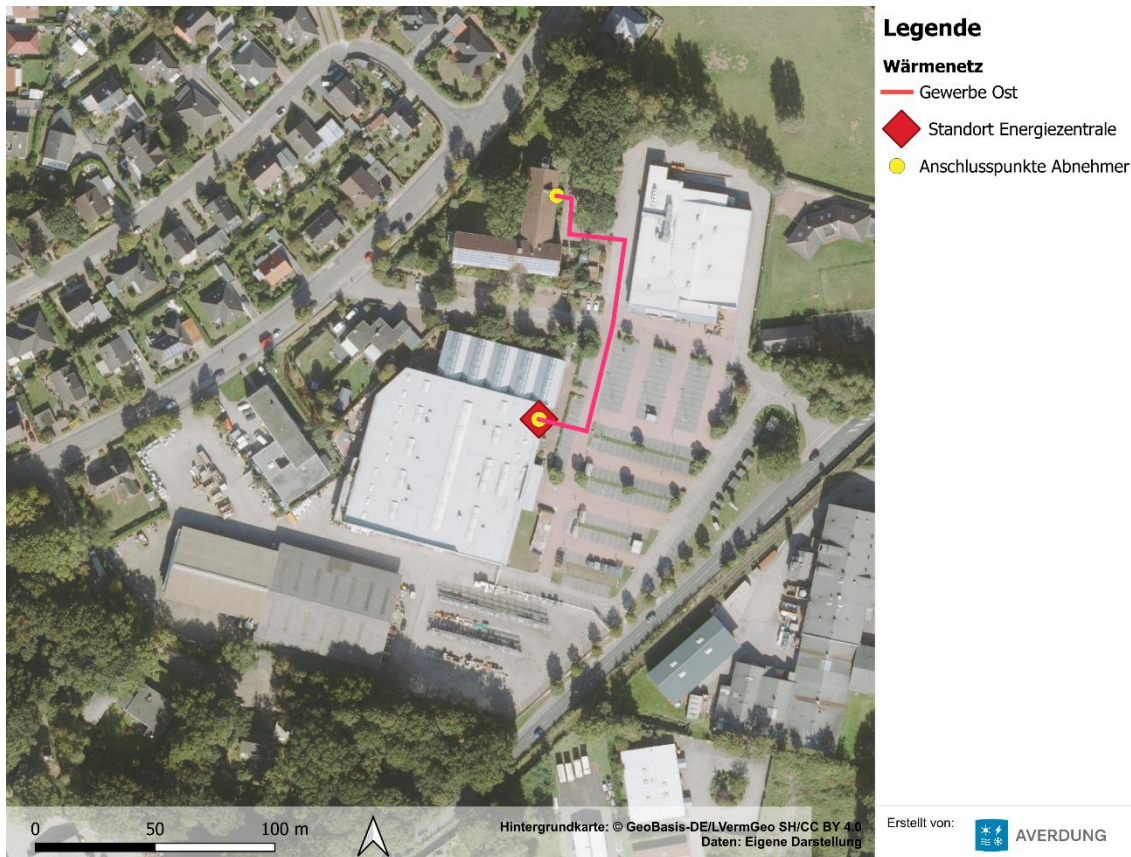 Legende
Wärmenetz
Gewerbe Ost
Standort Energiezentrale
Anschlusspunkte Abnehmer
0 50 100 m
Hintergrundkarte: © GeoBasis-DE/LVermGeo SH/CC BY 4.0
Daten: Eigene Darstellung
Erstellt von:
AVERDUNG